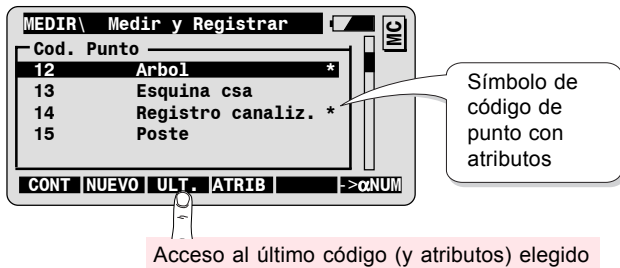 MEDIR\ Medir y Registrar
MC
Cod. Punto
12 Arbol *
13 Esquina csa
14 Registro canaliz. *
15 Poste
CONT NUEVO ULT. ATRIB ->αNUM
Símbolo de
código de
punto con
atributos
Acceso al último código (y atributos) elegido